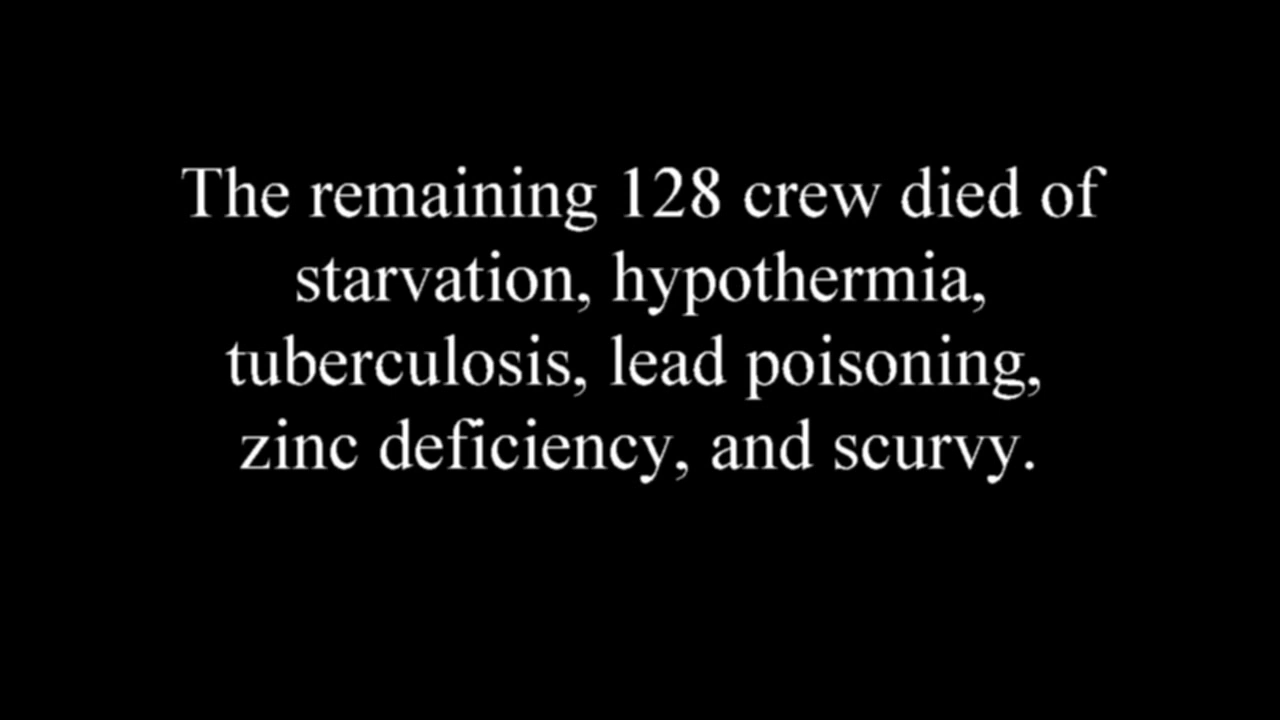 The remaining 128 crew died of
starvation, hypothermia,
tuberculosis, lead poisoning,
zinc deficiency, and scurvy.